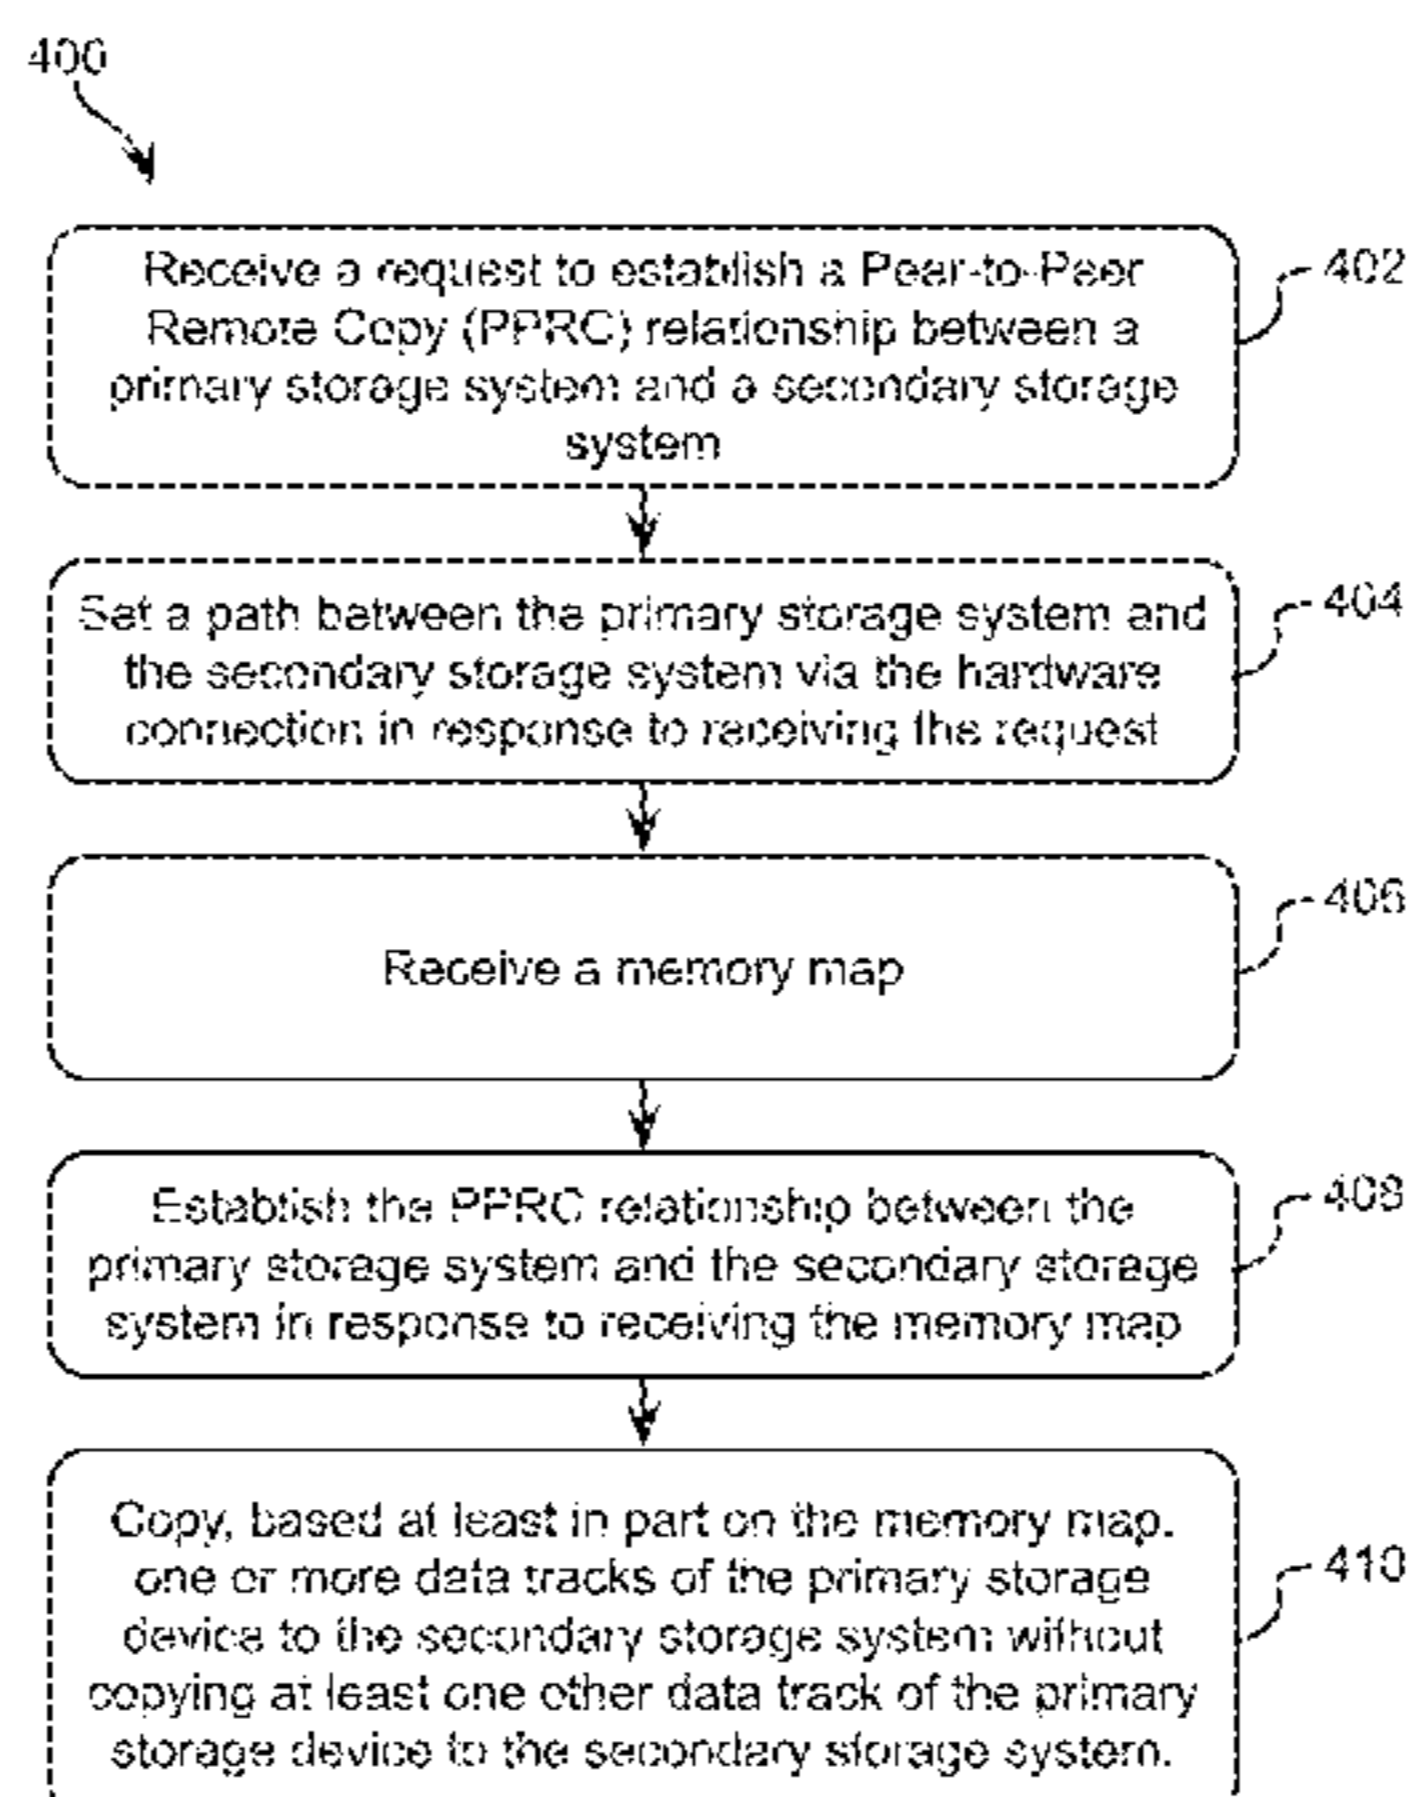 400
Receive a request to establish a Peer-to-Peer
Remote Copy (PPRC) relationship between a
primary storage system and a secondary storage
system
402
Set a path between the primary storage system and
the secondary storage system via the hardware
connection in response to receiving the request
404
Receive a memory map
406
Establish the PPRC relationship between the
primary storage system and the secondary storage
system in response to receiving the memory map
408
Copy, based at least in part on the memory map,
one or more data tracks of the primary storage
device to the secondary storage system without
copying at least one other data track of the primary
storage device to the secondary storage system.
410